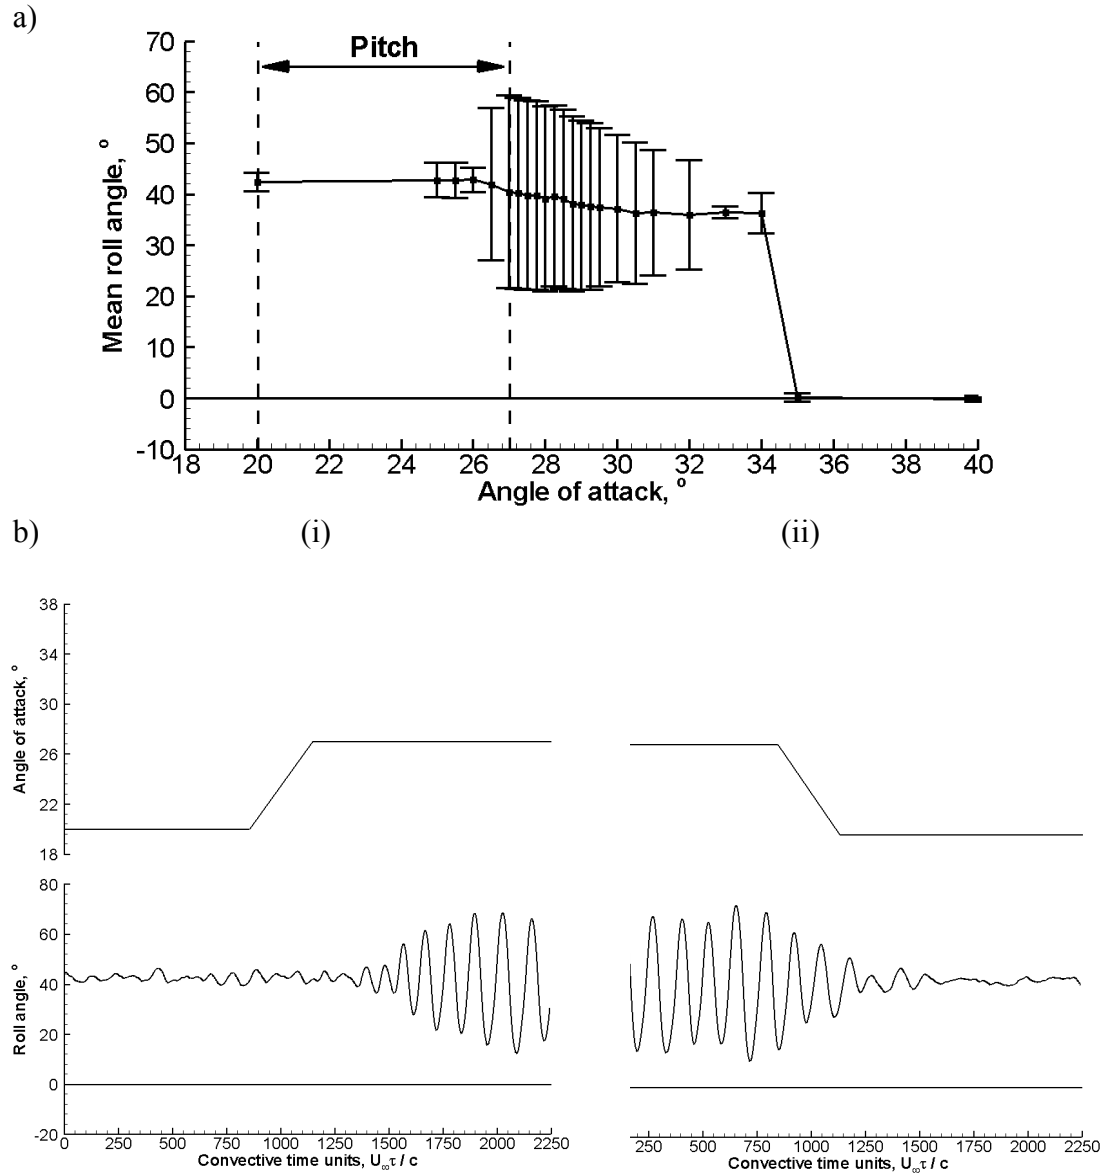 a)
Pitch
70
60
50
40
30
20
10
0
-10
Mean roll angle, °
18 20 22 24 26 28 30 32 34 36 38 40
Angle of attack, °
b) (i) (ii)
38
34
30
26
22
18
Angle of attack, °
80
60
40
20
0
-20
Roll angle, °
0 250 500 750 1000 1250 1500 1750 2000 2250
Convective time units, U∞τ / c
250 500 750 1000 1250 1500 1750 2000 2250
Convective time units, U∞τ / c